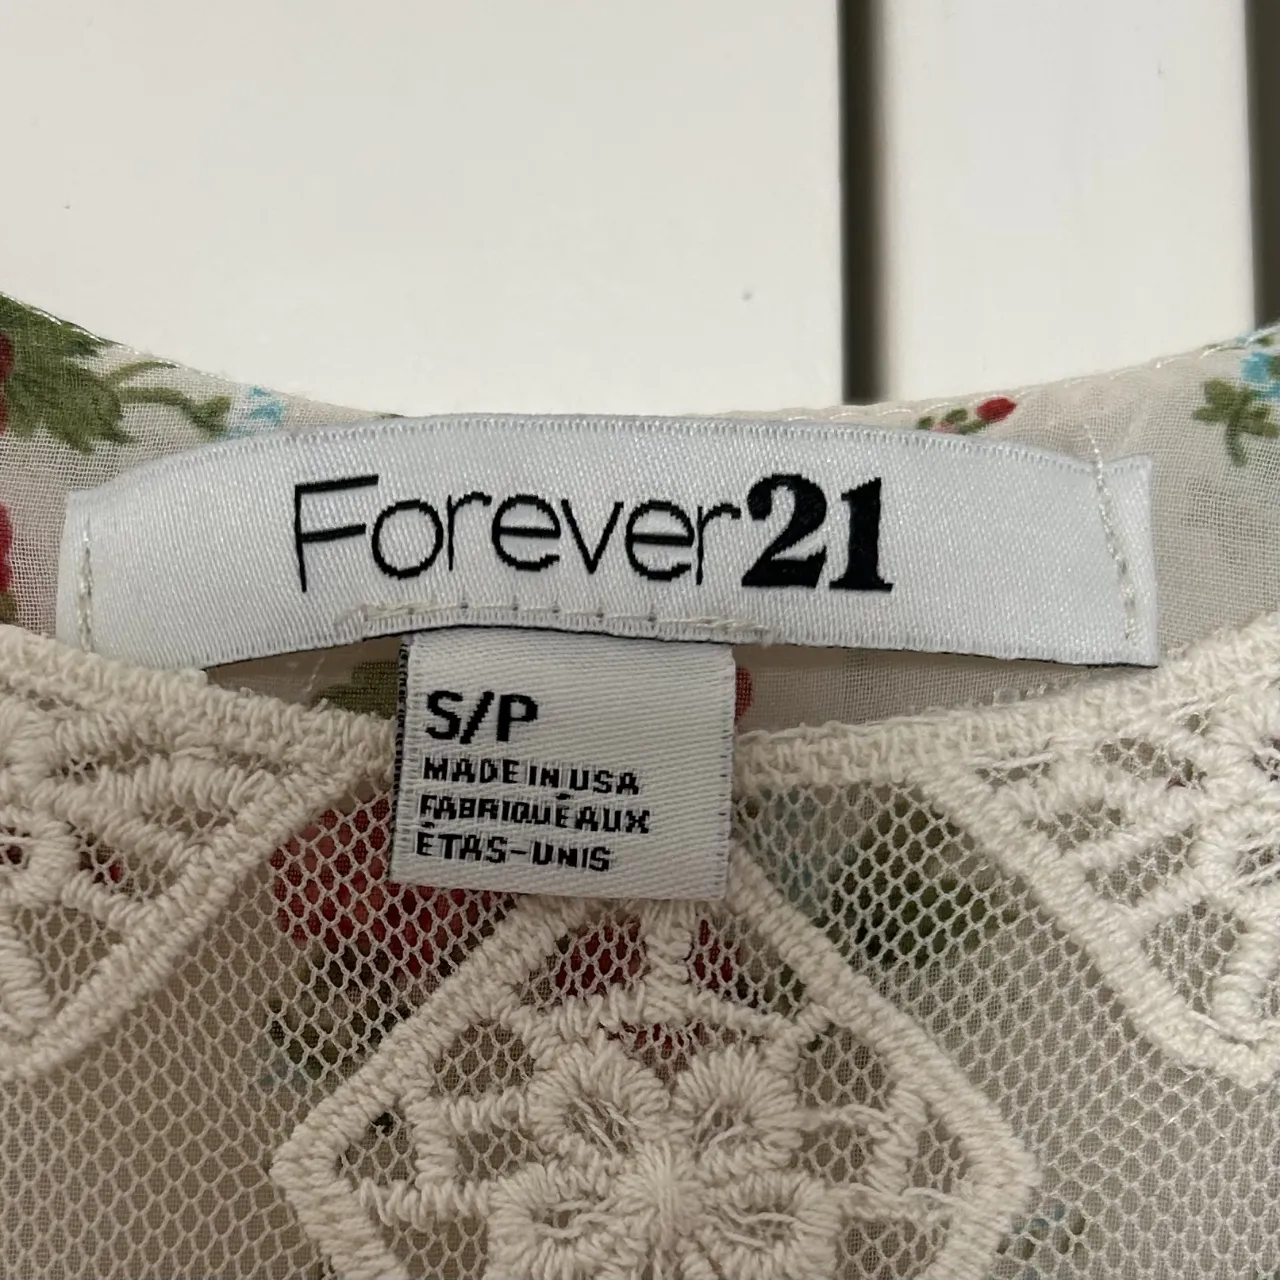 Forever21
S/P
MADE IN USA
FABRIQUÉ AUX
ÉTAS-UNIS